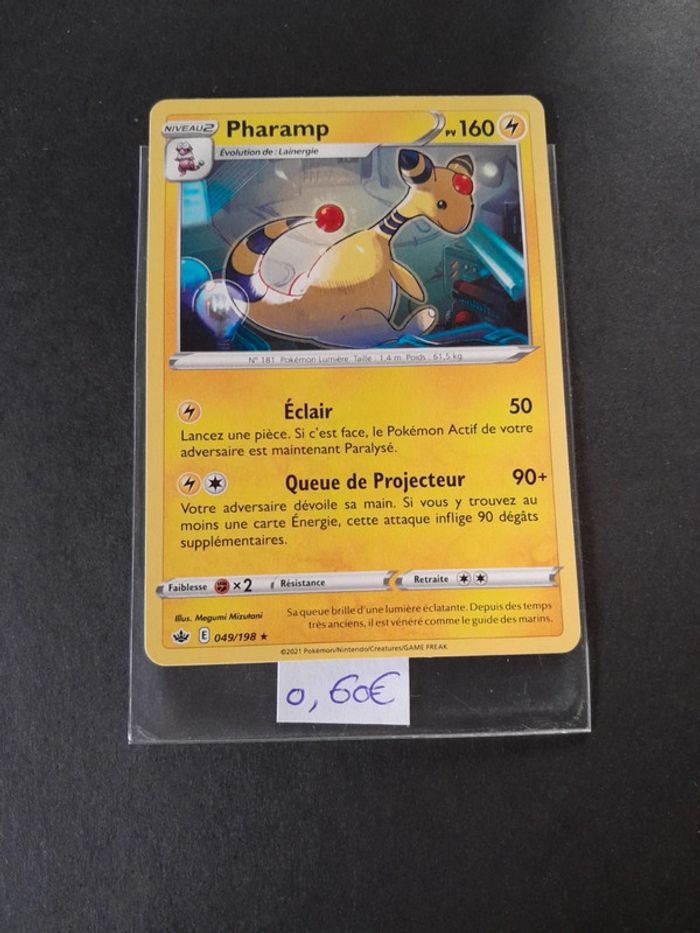 NIVEAU 2 Pharamp PV 160
Évolution de : Lainergie
N° 181 Pokémon Lumière Taille : 1,4 m Poids : 61,5 kg
Éclair 50
Lancez une pièce. Si c'est face, le Pokémon Actif de votre
adversaire est maintenant Paralysé.
Queue de Projecteur 90+
Votre adversaire dévoile sa main. Si vous y trouvez au
moins une carte Énergie, cette attaque inflige 90 dégâts
supplémentaires.
Faiblesse ×2 Résistance Retraite
Illus. Megumi Mizutani
E 049/198 ★
Sa queue brille d'une lumière éclatante. Depuis des temps
très anciens, il est vénéré comme le guide des marins.
©2021 Pokémon/Nintendo/Creatures/GAME FREAK
0,60€